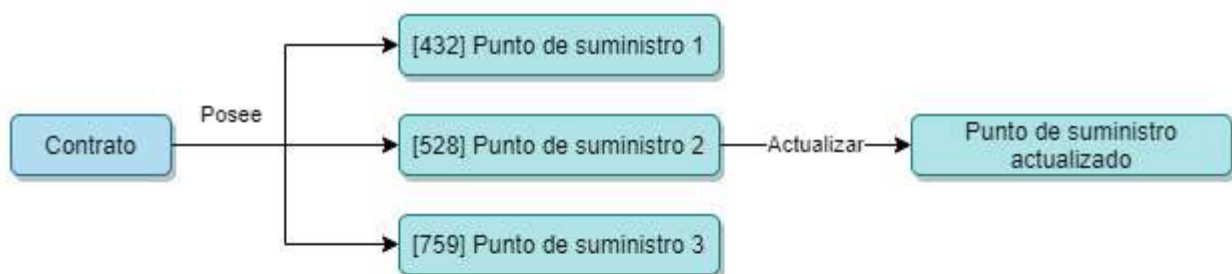 [432] Punto de suministro 1
Posee
Contrato
[528] Punto de suministro 2
Actualizar
Punto de suministro
actualizado
[759] Punto de suministro 3